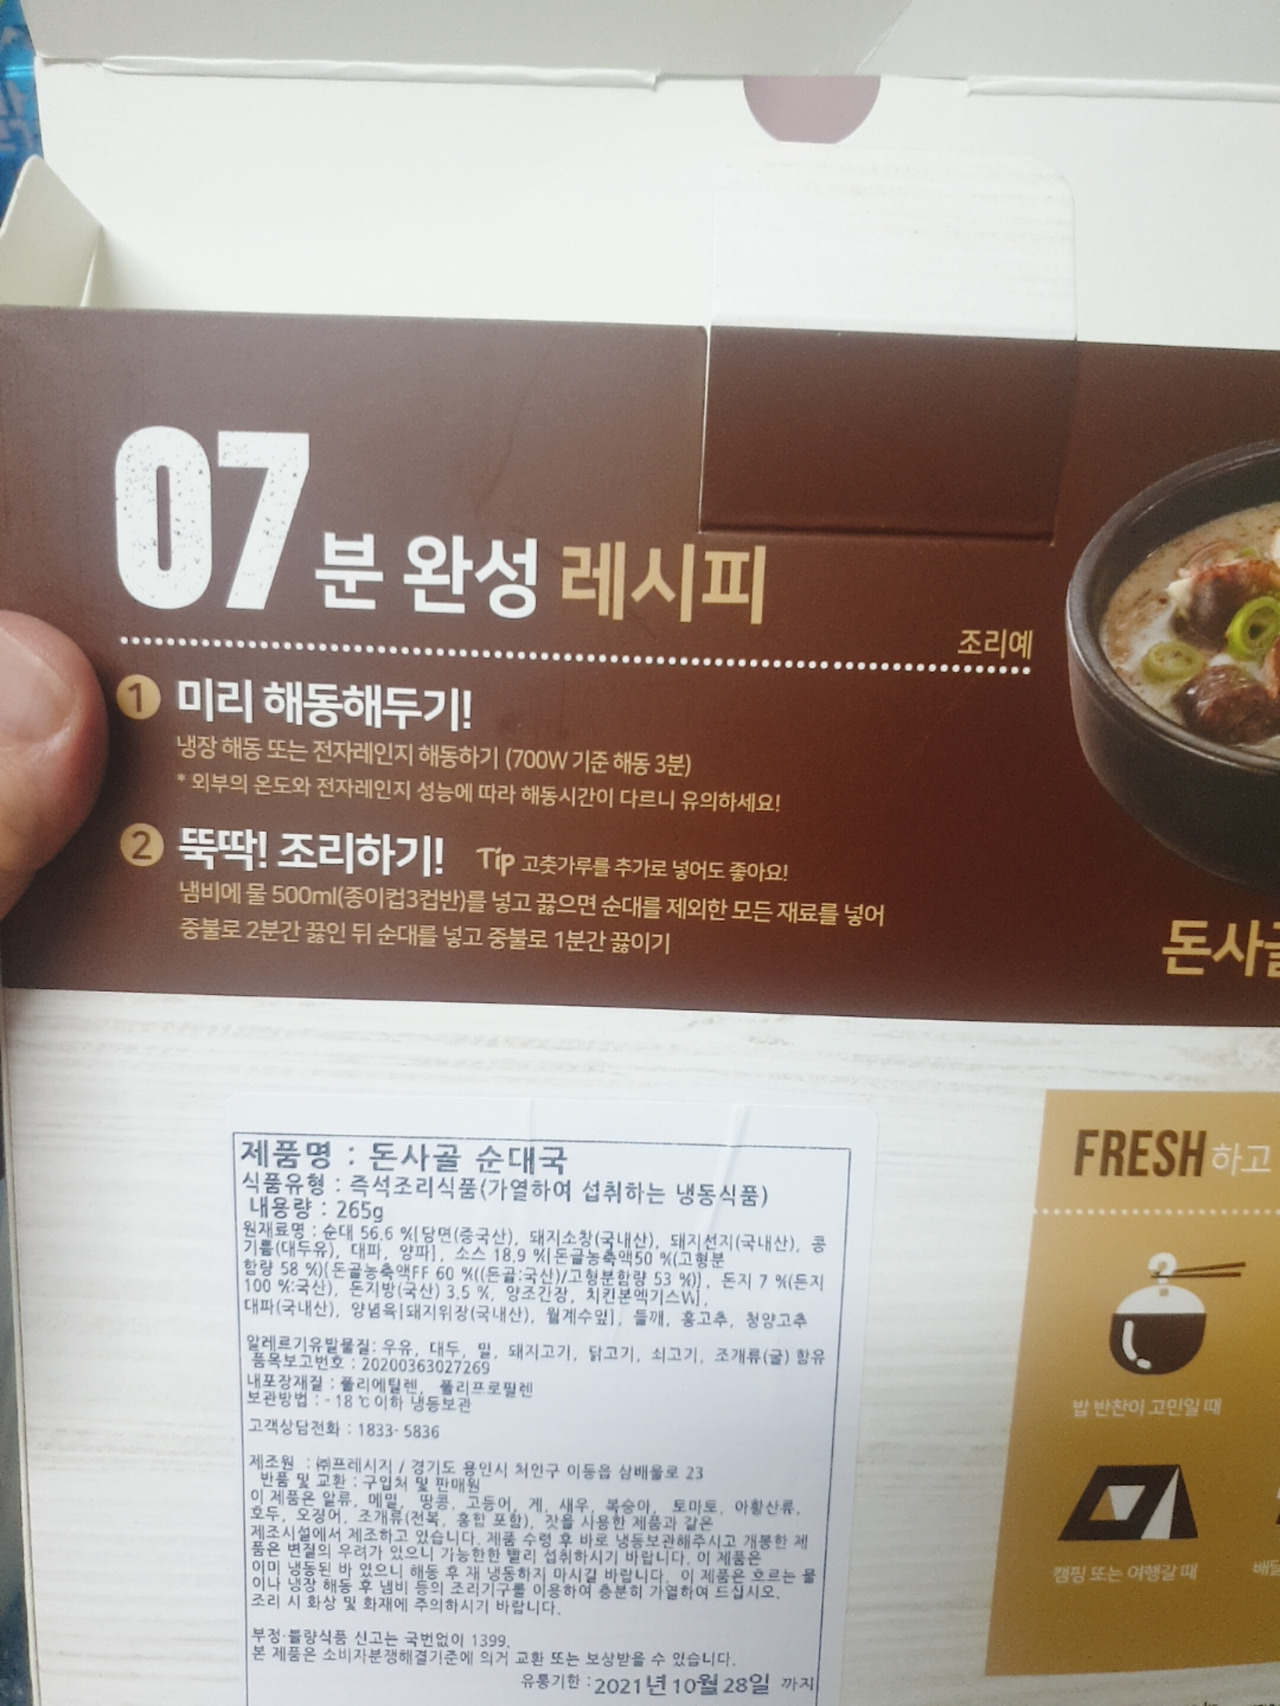 07분 완성 레시피
조리예
1 미리 해동해두기!
냉장 해동 또는 전자레인지 해동하기 (700W 기준 해동 3분)
* 외부의 온도와 전자레인지 성능에 따라 해동시간이 다르니 유의하세요!
2 뚝딱! 조리하기! Tip 고춧가루를 추가로 넣어도 좋아요!
냄비에 물 500ml(종이컵3컵반)를 넣고 끓으면 순대를 제외한 모든 재료를 넣어
중불로 2분간 끓인 뒤 순대를 넣고 중불로 1분간 끓이기
돈사골
제품명 : 돈사골 순대국
식품유형 : 즉석조리식품(가열하여 섭취하는 냉동식품)
내용량 : 265g
원재료명 : 순대 56.6 %[당면(중국산), 돼지소창(국내산), 돼지선지(국내산), 콩
기름(대두유), 대파, 양파], 소스 18.9 %[돈골농축액50 %(고형분
함량 58 %)(돈골농축액FF 60 %((돈골:국산)/고형분함량 53 %)], 돈지 7 %(돈지
100 %:국산), 돈지방(국산) 3.5 %, 양조간장, 치킨본엑기스W],
대파(국내산), 양념육[돼지위장(국내산), 월계수잎], 들깨, 홍고추, 청양고추
알레르기유발물질: 우유, 대두, 밀, 돼지고기, 닭고기, 쇠고기, 조개류(굴) 함유
품목보고번호 : 20200363027269
내포장재질 : 폴리에틸렌, 폴리프로필렌
보관방법 : - 18 ℃ 이하 냉동보관
고객상담전화 : 1833- 5836
제조원 : ㈜프레시지 / 경기도 용인시 처인구 이동읍 삼배울로 23
반품 및 교환 : 구입처 및 판매원
이 제품은 알류, 메밀, 땅콩, 고등어, 게, 새우, 복숭아, 토마토, 아황산류,
호두, 오징어, 조개류(전복, 홍합 포함), 잣을 사용한 제품과 같은
제조시설에서 제조하고 있습니다. 제품 수령 후 바로 냉동보관해주시고 개봉한 제
품은 변질의 우려가 있으니 가능한한 빨리 섭취하시기 바랍니다. 이 제품은
이미 냉동된 바 있으니 해동 후 재 냉동하지 마시길 바랍니다. 이 제품은 흐르는 물
이나 냉장 해동 후 냄비 등의 조리기구를 이용하여 충분히 가열하여 드십시오.
조리 시 화상 및 화재에 주의하시기 바랍니다.
부정·불량식품 신고는 국번없이 1399.
본 제품은 소비자분쟁해결기준에 의거 교환 또는 보상받을 수 있습니다.
유통기한 : 2021년 10월 28일 까지
FRESH하고
밥 반찬이 고민일 때
캠핑 또는 여행갈 때